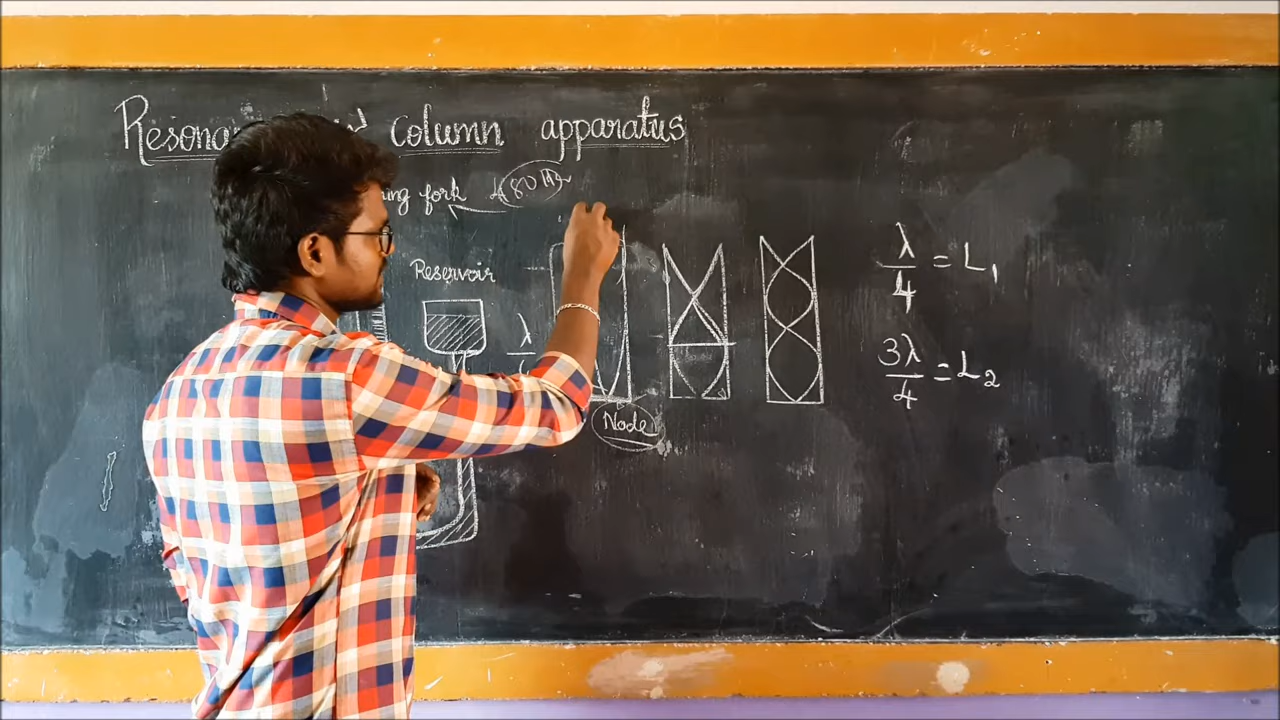 Resonan column apparatus
ing fork 480 Hz
Reservoir
λ
Node
λ/4 = L₁
3λ/4 = L₂